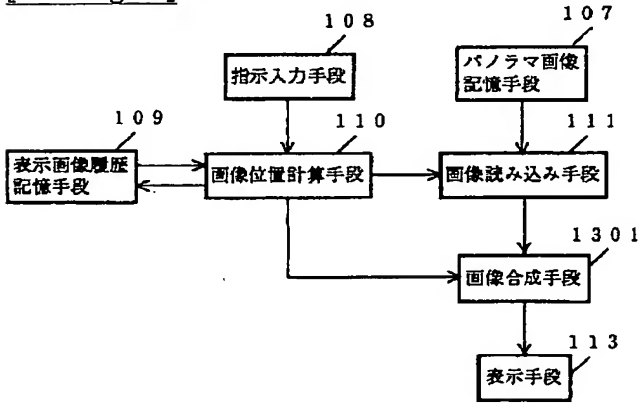 108
指示入力手段
107
パノラマ画像
記憶手段
109
表示画像履歴
記憶手段
110
画像位置計算手段
111
画像読み込み手段
1301
画像合成手段
113
表示手段